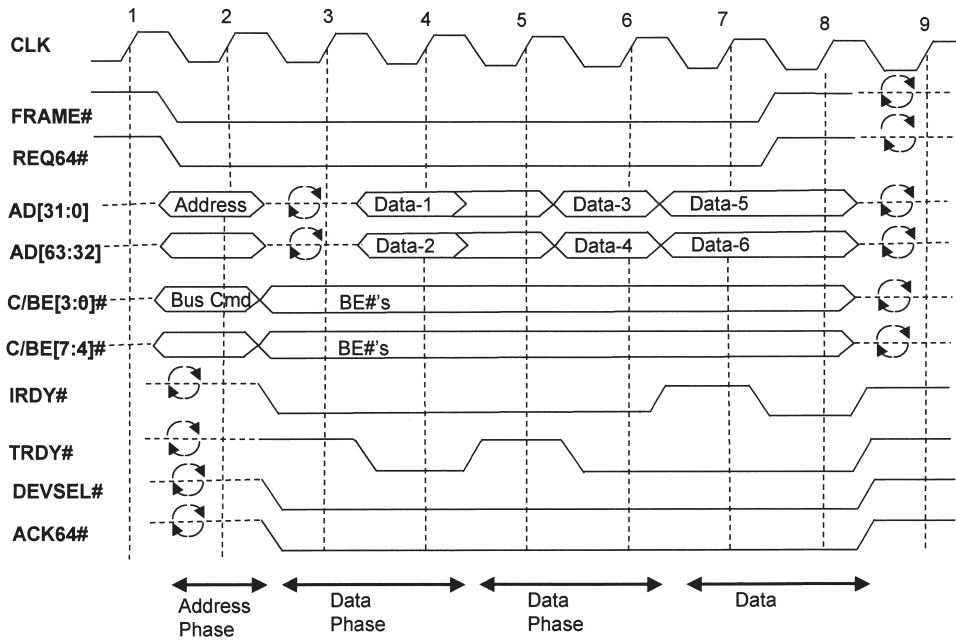 1 2 3 4 5 6 7 8 9
CLK
FRAME#
REQ64#
AD[31:0] Address Data-1 Data-3 Data-5
AD[63:32] Data-2 Data-4 Data-6
C/BE[3:0]# Bus Cmd BE#'s
C/BE[7:4]# BE#'s
IRDY#
TRDY#
DEVSEL#
ACK64#
Address Phase
Data Phase
Data Phase
Data